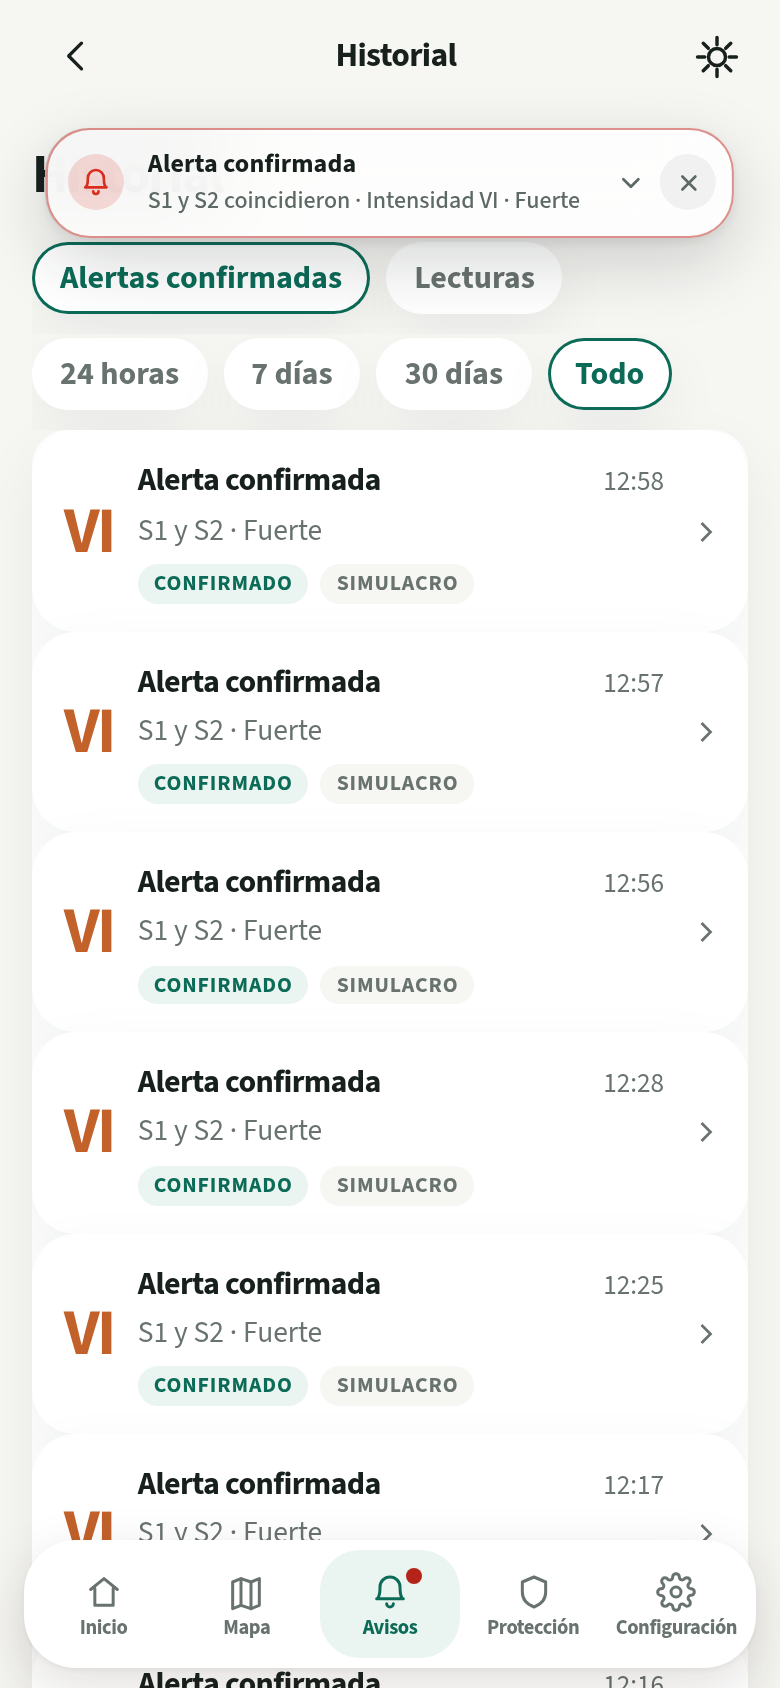 Historial
Alerta confirmada
S1 y S2 coincidieron · Intensidad VI · Fuerte
Alertas confirmadas
Lecturas
24 horas
7 días
30 días
Todo
Alerta confirmada
12:58
VI
S1 y S2 · Fuerte
CONFIRMADO
SIMULACRO
Alerta confirmada
12:57
VI
S1 y S2 · Fuerte
CONFIRMADO
SIMULACRO
Alerta confirmada
12:56
VI
S1 y S2 · Fuerte
CONFIRMADO
SIMULACRO
Alerta confirmada
12:28
VI
S1 y S2 · Fuerte
CONFIRMADO
SIMULACRO
Alerta confirmada
12:25
VI
S1 y S2 · Fuerte
CONFIRMADO
SIMULACRO
Alerta confirmada
12:17
VI
S1 y S2 · Fuerte
Inicio
Mapa
Avisos
Protección
Configuración
Alerta confirmada
12:16